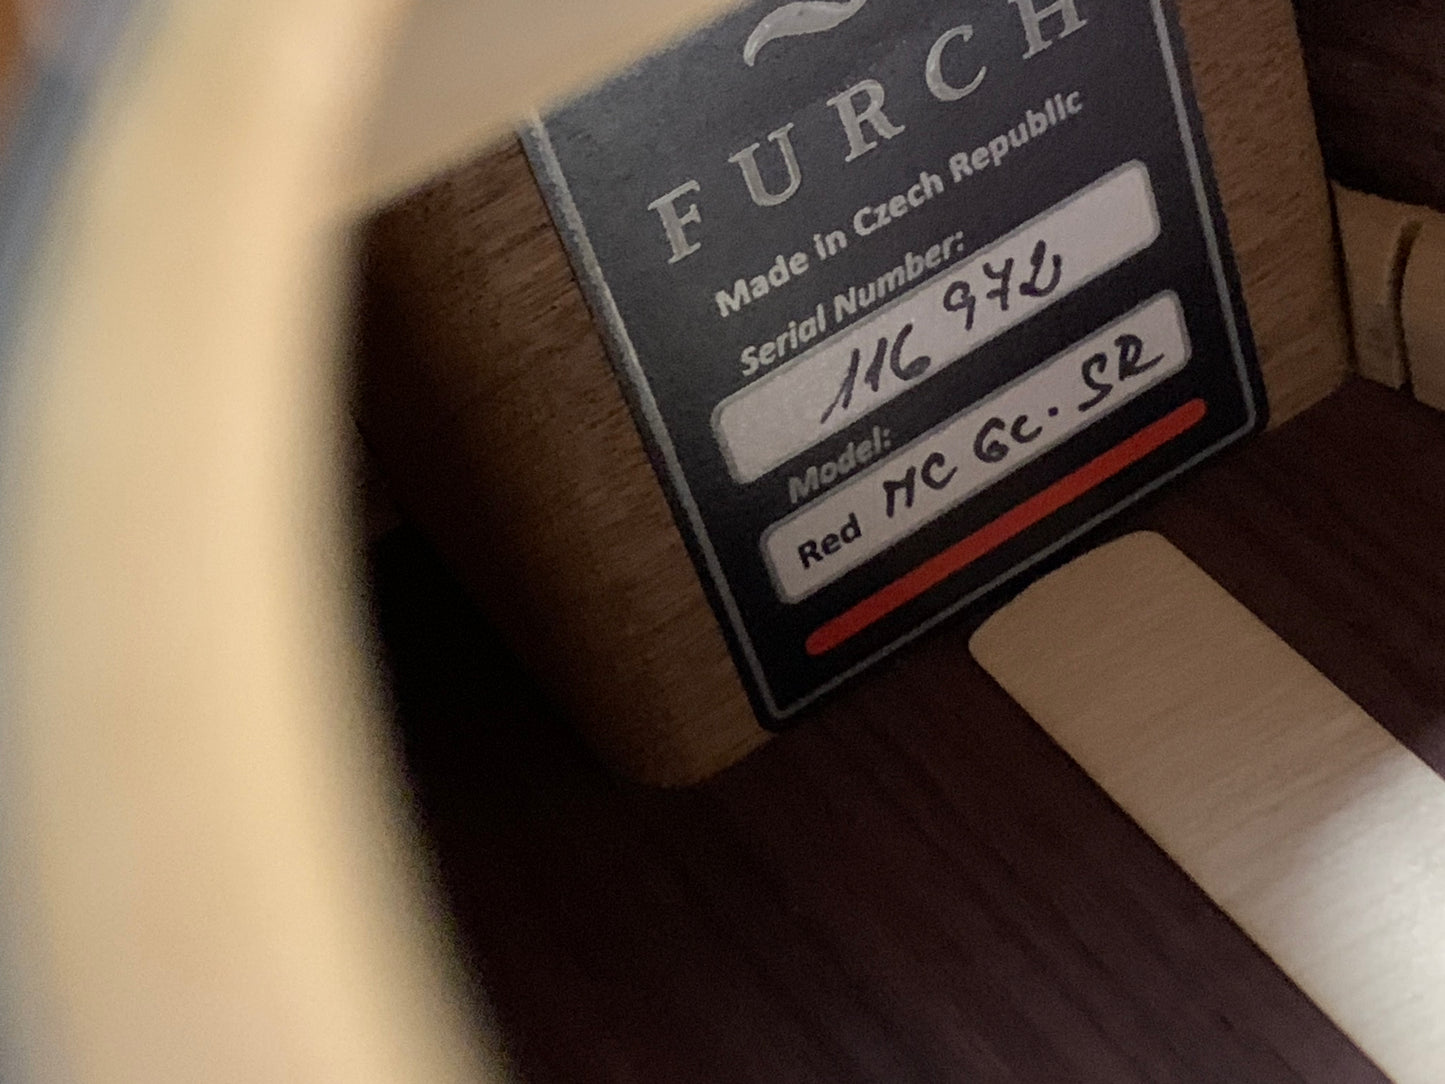 FURCH
Made in Czech Republic
Serial Number:
116 972
Model:
Red MC Gc-SR